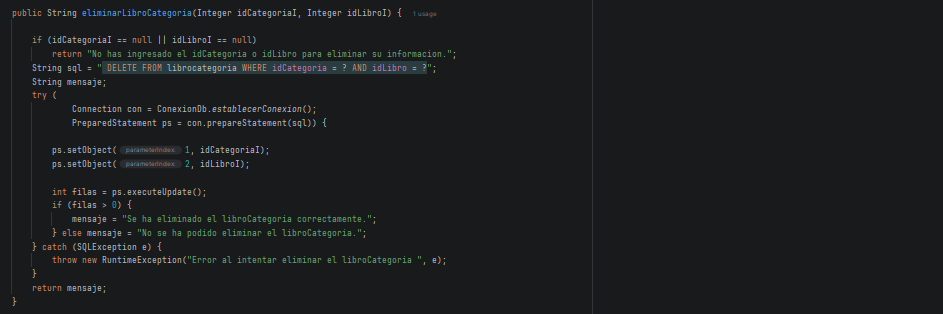 public String eliminarLibroCategoria(Integer idCategoriaI, Integer idLibroI) { 1 usage
if (idCategoriaI == null || idLibroI == null)
return "No has ingresado el idCategoria o idLibro para eliminar su informacion.";
String sql = " DELETE FROM librocategoria WHERE idCategoria = ? AND idLibro = ?";
String mensaje;
try (
Connection con = ConexionDb.establecerConexion();
PreparedStatement ps = con.prepareStatement(sql)) {
ps.setObject( parameterIndex 1, idCategoriaI);
ps.setObject( parameterIndex 2, idLibroI);
int filas = ps.executeUpdate();
if (filas > 0) {
mensaje = "Se ha eliminado el libroCategoria correctamente.";
} else mensaje = "No se ha podido eliminar el libroCategoria.";
} catch (SQLException e) {
throw new RuntimeException("Error al intentar eliminar el libroCategoria ", e);
}
return mensaje;
}